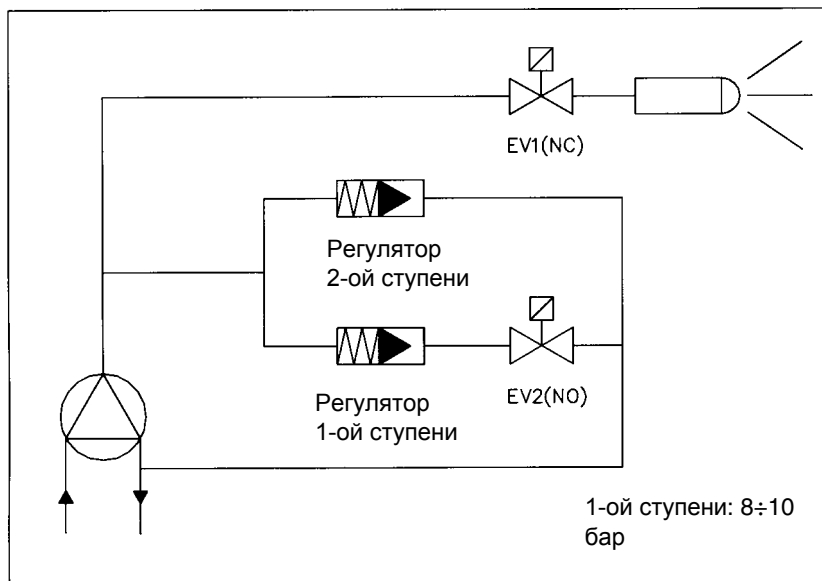 EV1(NC)
Регулятор
2-ой ступени
EV2(NO)
Регулятор
1-ой ступени
1-ой ступени: 8÷10
бар